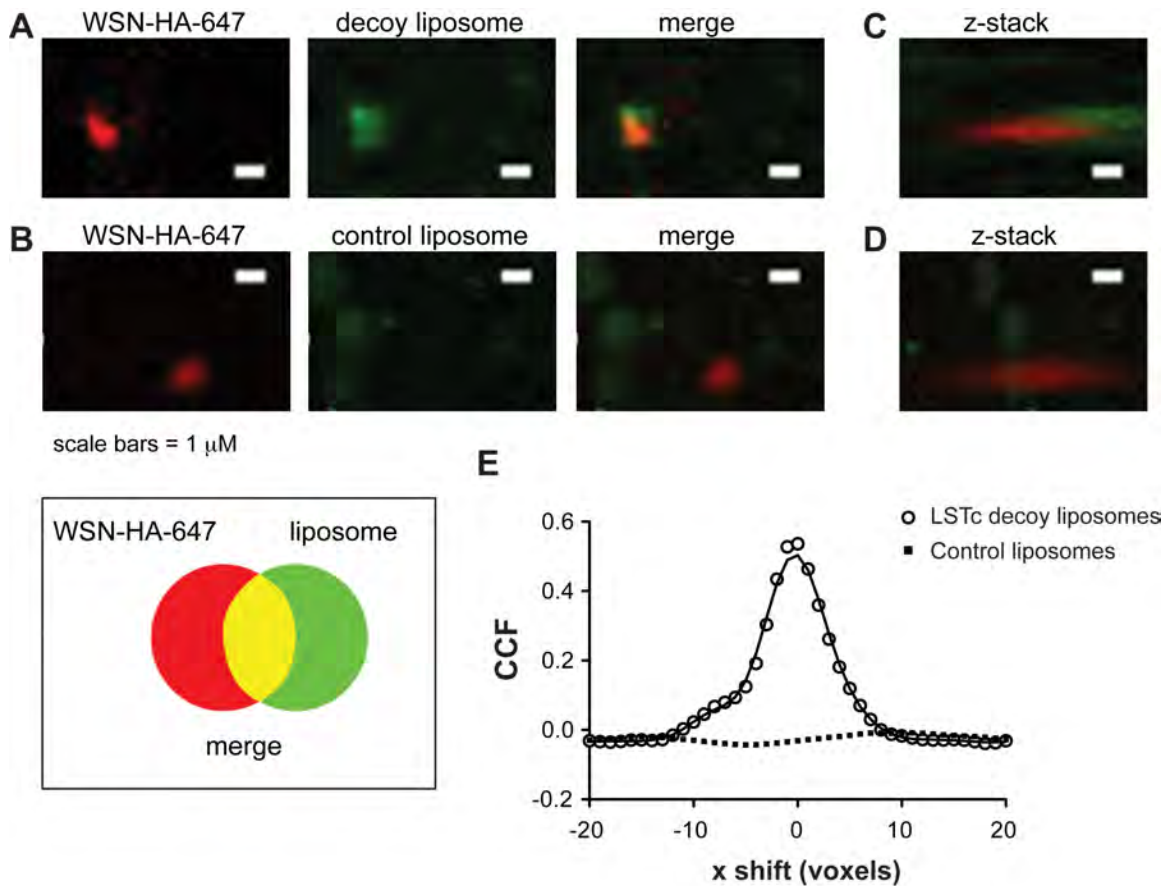 A WSN-HA-647 decoy liposome merge C z-stack
B WSN-HA-647 control liposome merge D z-stack
scale bars = 1 μM
WSN-HA-647 liposome
merge
E
LSTc decoy liposomes
Control liposomes
0.6
0.4
0.2
0.0
-0.2
CCF
-20 -10 0 10 20
x shift (voxels)